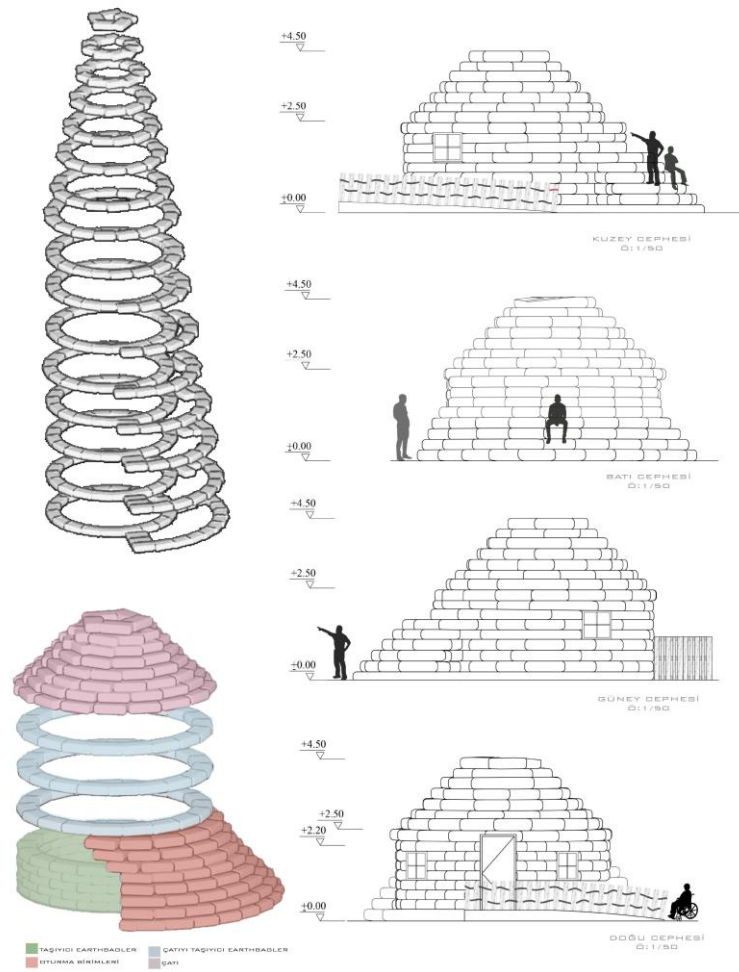 +4.50
+2.50
±0.00
KUZEY CEPHESİ
Ö:1/50
+4.50
+2.50
±0.00
BATI CEPHESİ
Ö:1/50
+4.50
+2.50
±0.00
GÜNEY CEPHESİ
Ö:1/50
+4.50
+2.50
+2.20
±0.00
DOĞU CEPHESİ
Ö:1/50
TAŞIYICI EARTHBAGLER
ÇATIYI TAŞIYICI EARTHBAGLER
OTURMA BİRİMLERİ
ÇATI